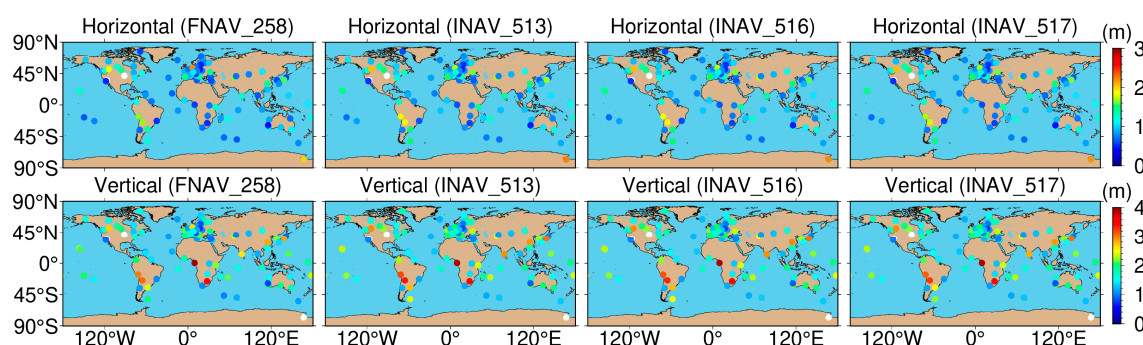 Horizontal (FNAV_258) Horizontal (INAV_513) Horizontal (INAV_516) Horizontal (INAV_517) (m)
90°N 3
45°N 2
0°
45°S 1
90°S 0
Vertical (FNAV_258) Vertical (INAV_513) Vertical (INAV_516) Vertical (INAV_517) (m)
90°N 4
45°N 3
0° 2
45°S 1
90°S 0
120°W 0° 120°E 120°W 0° 120°E 120°W 0° 120°E 120°W 0° 120°E